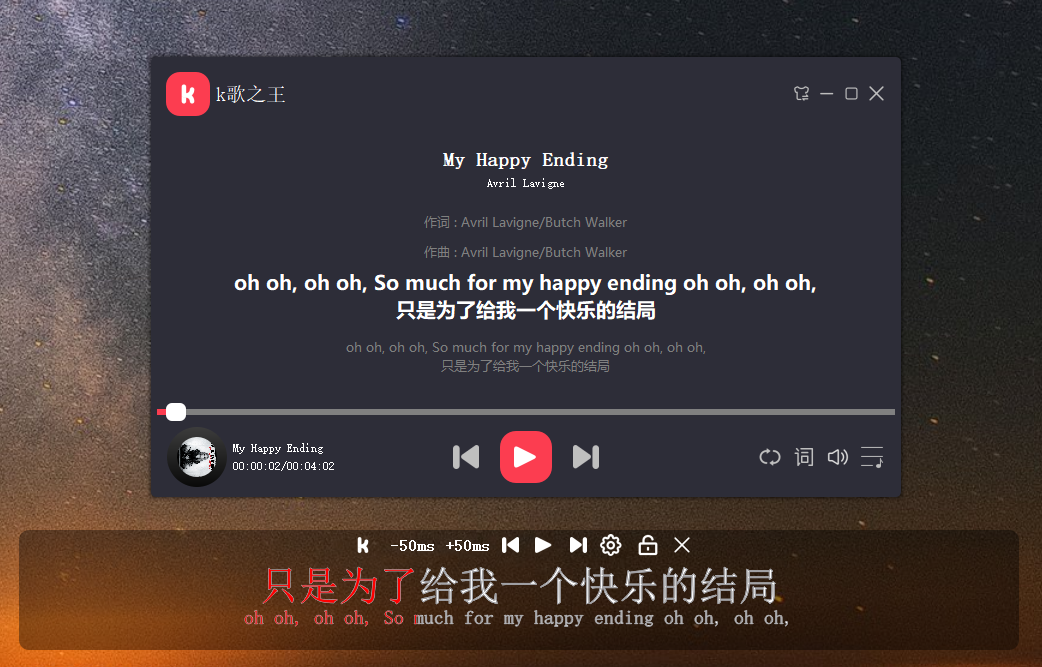 k
k歌之王
My Happy Ending
Avril Lavigne
作词 : Avril Lavigne/Butch Walker
作曲 : Avril Lavigne/Butch Walker
oh oh, oh oh, So much for my happy ending oh oh, oh oh,
只是为了给我一个快乐的结局
oh oh, oh oh, So much for my happy ending oh oh, oh oh,
只是为了给我一个快乐的结局
My Happy Ending
00:00:02/00:04:02
词
k -50ms +50ms
只是为了给我一个快乐的结局
oh oh, oh oh, So much for my happy ending oh oh, oh oh,